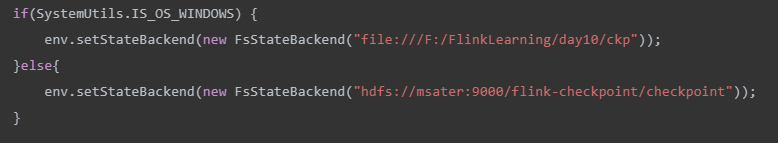 if(SystemUtils.IS_OS_WINDOWS) {
    env.setStateBackend(new FsStateBackend("file:///F:/FlinkLearning/day10/ckp"));
}else{
    env.setStateBackend(new FsStateBackend("hdfs://msater:9000/flink-checkpoint/checkpoint"));
}